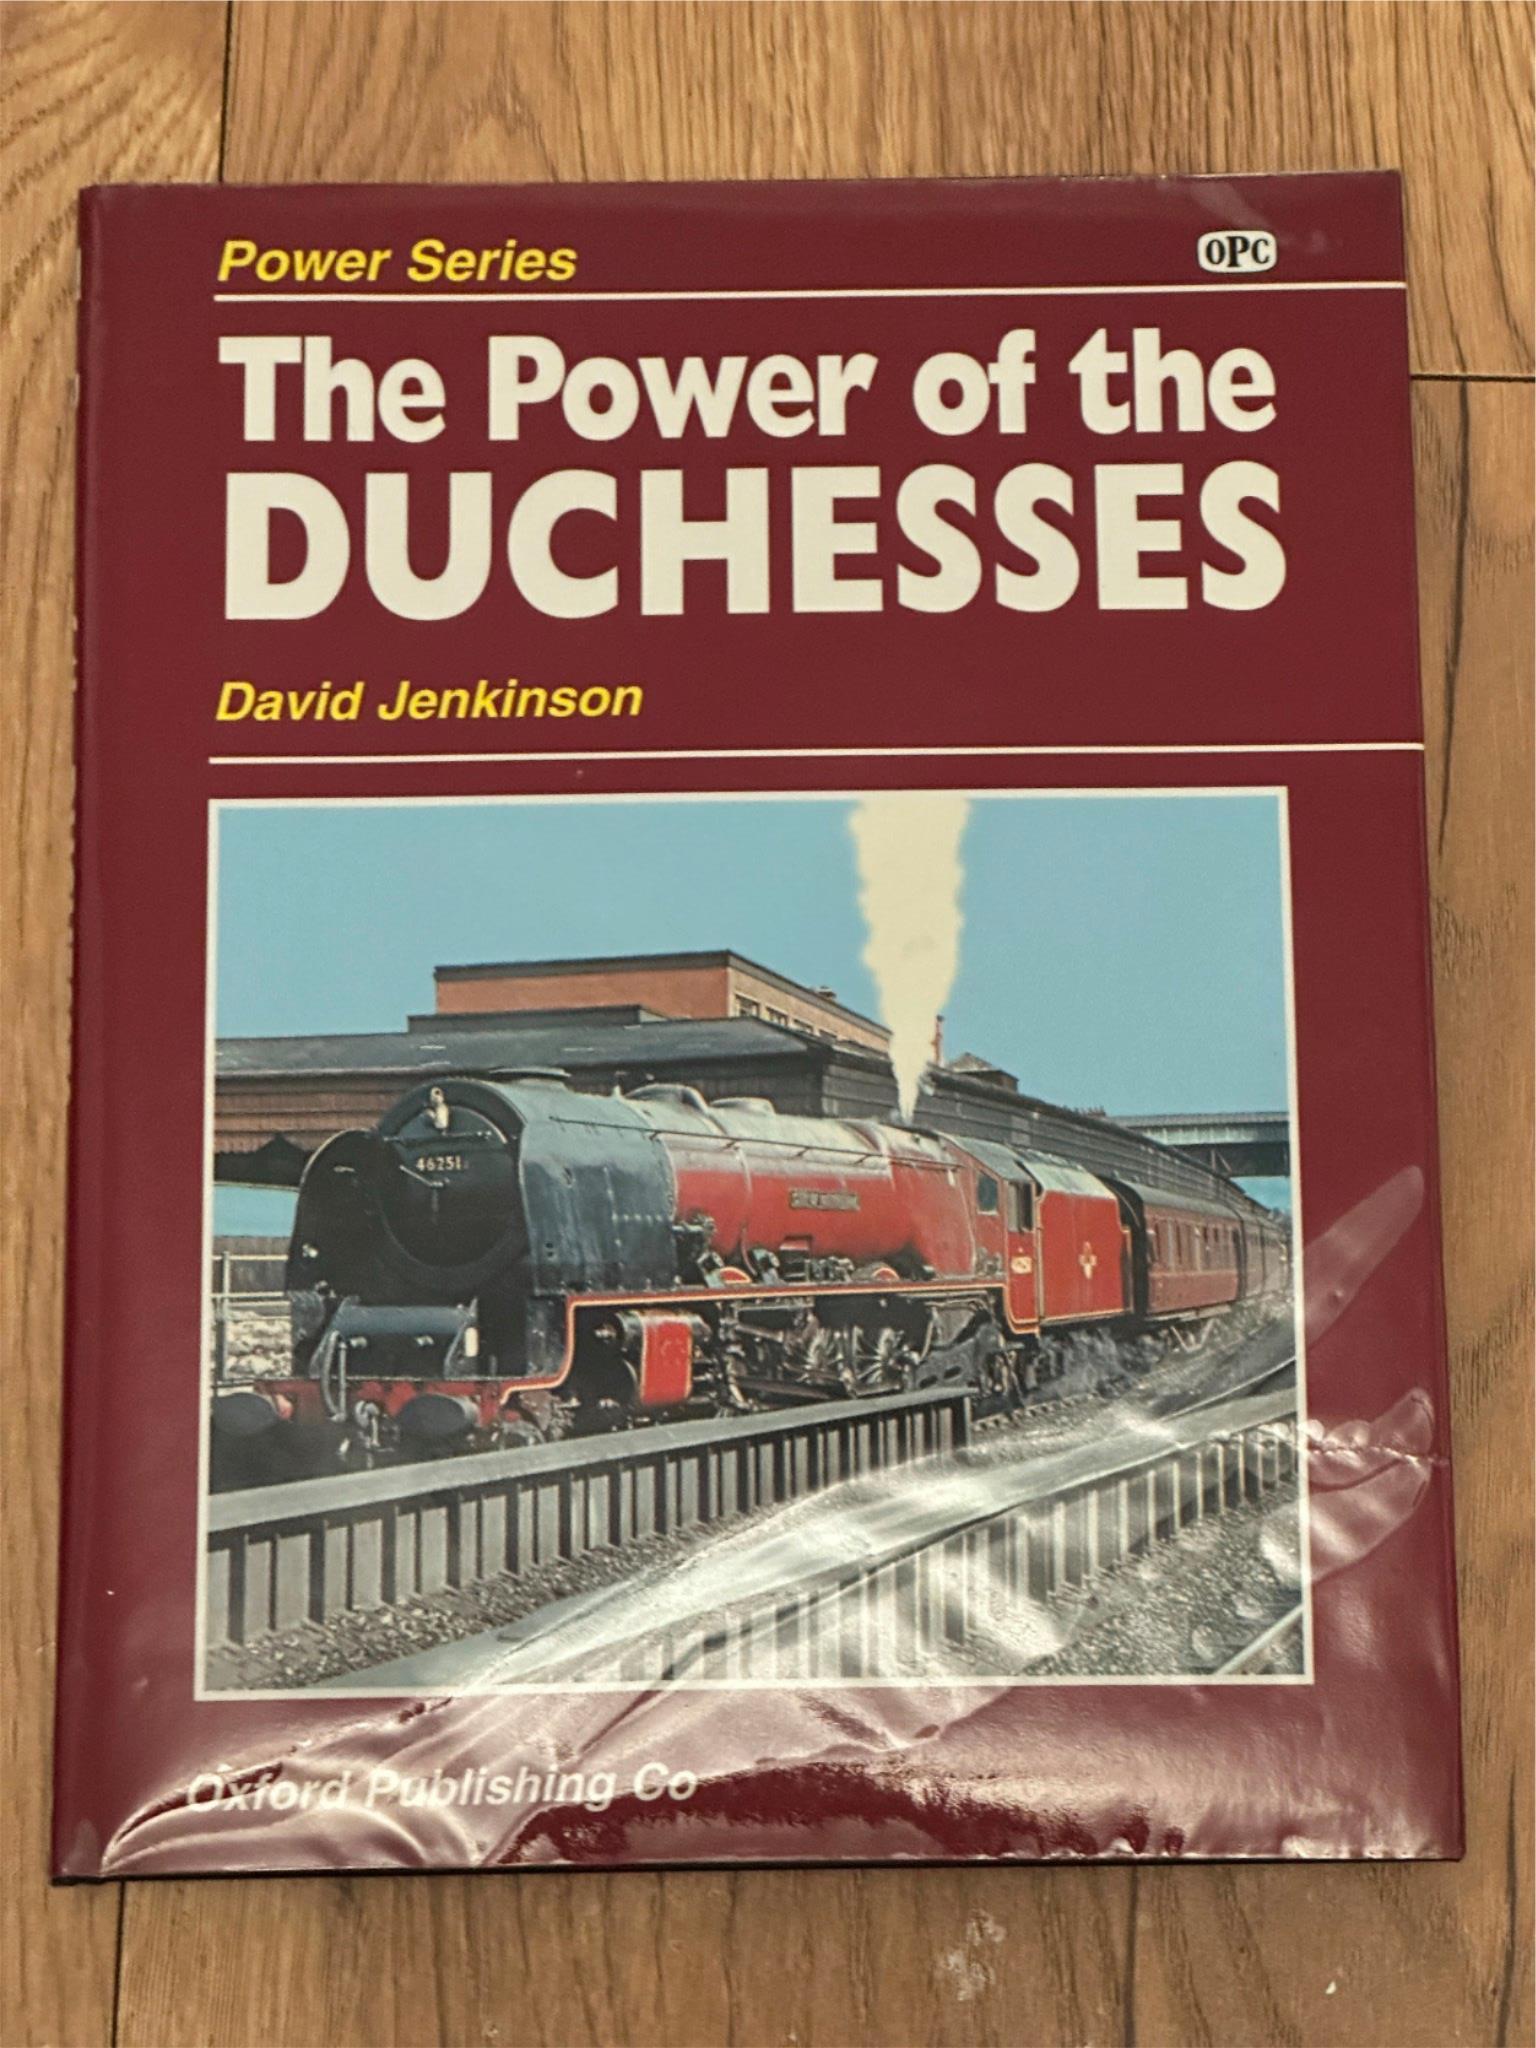 Power Series
OPC
The Power of the
DUCHESSES
David Jenkinson
46251
Oxford Publishing Co